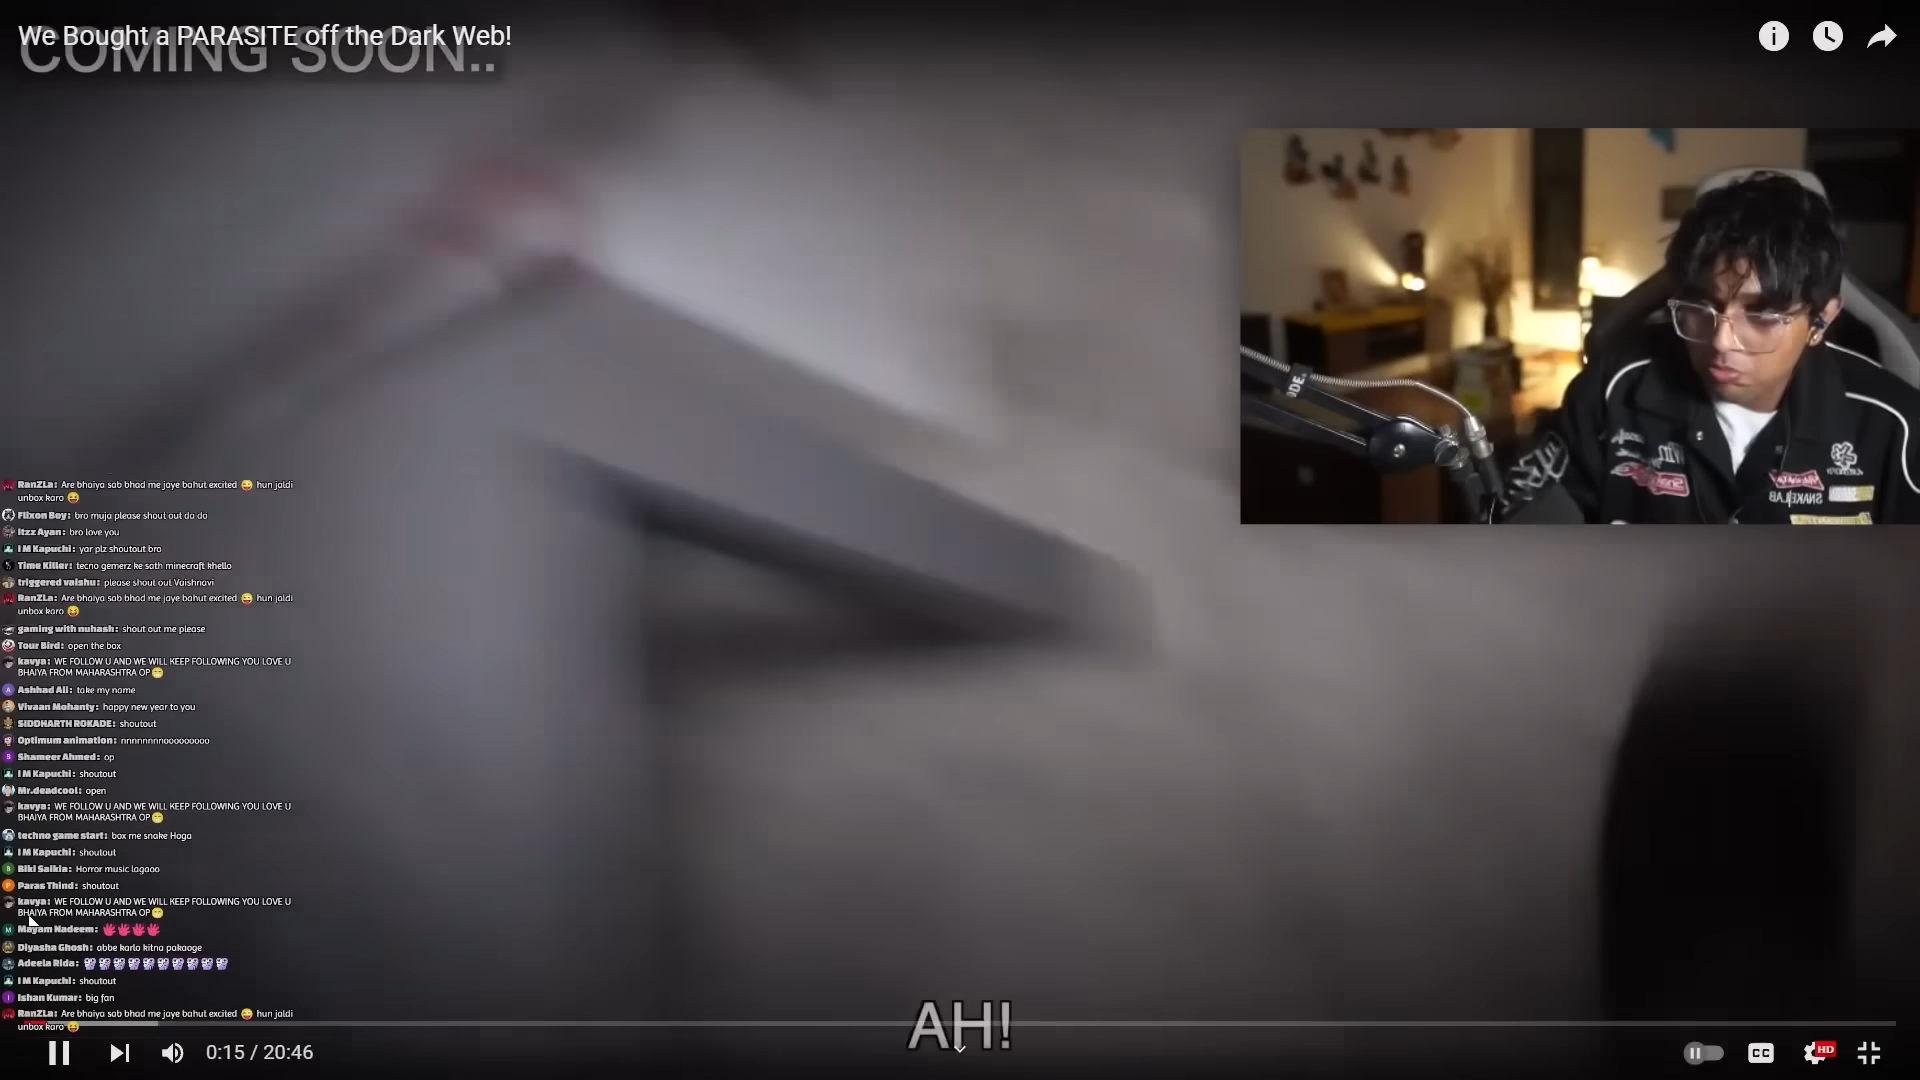 We Bought a PARASITE off the Dark Web!
COMING SOON..
ODE.
SNAKE LAB
RanZLa: Are bhaiya sab bhad me jaye bahut excited 😜 hun jaldi
unbox karo 😝
Flixon Boy: bro muja please shout out do do
Itzz Ayan: bro love you
I M Kapuchi: yar plz shoutout bro
Time Killer: tecno gemerz ke sath minecraft khello
triggered vaishu: please shout out Vaishnavi
RanZLa: Are bhaiya sab bhad me jaye bahut excited 😜 hun jaldi
unbox karo 😝
gaming with nuhash: shout out me please
Tour Bird: open the box
kavya: WE FOLLOW U AND WE WILL KEEP FOLLOWING YOU LOVE U
BHAIYA FROM MAHARASHTRA OP😁
Ashhad Ali: take my name
Vivaan Mohanty: happy new year to you
SIDDHARTH ROKADE: shoutout
Optimum animation: nnnnnnnnooooooooo
Shameer Ahmed: op
I M Kapuchi: shoutout
Mr.deadcool: open
kavya: WE FOLLOW U AND WE WILL KEEP FOLLOWING YOU LOVE U
BHAIYA FROM MAHARASHTRA OP😁
techno game start: box me snake Hoga
I M Kapuchi: shoutout
Biki Saikia: Horror music lagaoo
Paras Thind: shoutout
kavya: WE FOLLOW U AND WE WILL KEEP FOLLOWING YOU LOVE U
BHAIYA FROM MAHARASHTRA OP😁
Mayam Nadeem:
Diyasha Ghosh: abbe karlo kitna pakaoge
Adeela Rida:
I M Kapuchi: shoutout
Ishan Kumar: big fan
RanZLa: Are bhaiya sab bhad me jaye bahut excited 😜 hun jaldi
unbox karo 😝
AH!
0:15 / 20:46
CC
HD